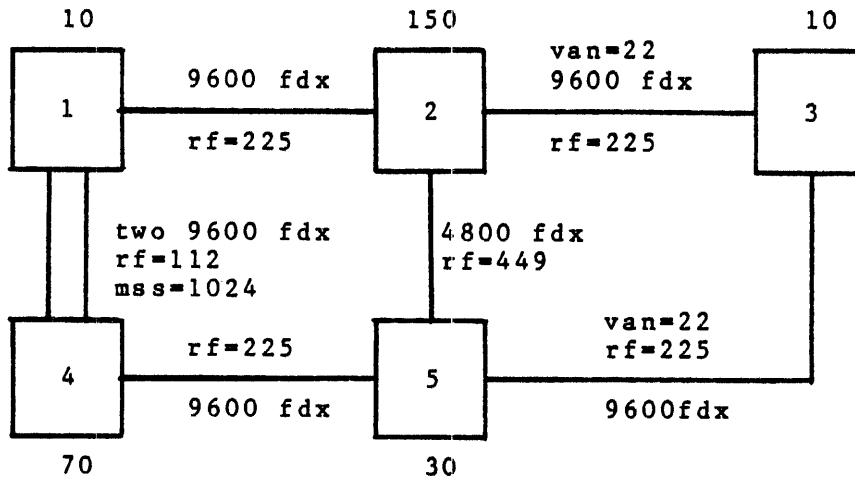 10
150
10
1
9600 fdx
rf=225
2
van=22
9600 fdx
rf=225
3
two 9600 fdx
rf=112
mss=1024
4800 fdx
rf=449
4
rf=225
9600 fdx
5
van=22
rf=225
9600fdx
70
30